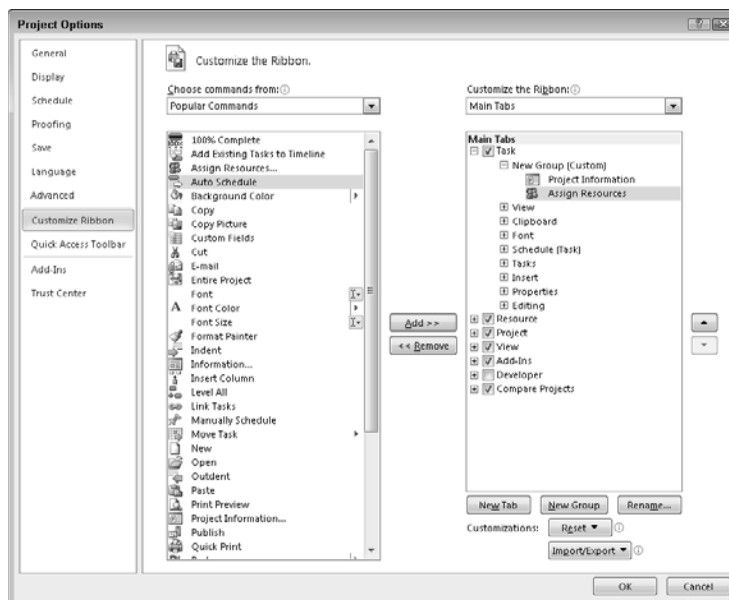 Project Options
General
Display
Schedule
Proofing
Save
Language
Advanced
Customize Ribbon
Quick Access Toolbar
Add-Ins
Trust Center
Customize the Ribbon.
Choose commands from:
Popular Commands
100% Complete
Add Existing Tasks to Timeline
Assign Resources...
Auto Schedule
Background Color
Copy
Copy Picture
Custom Fields
Cut
E-mail
Entire Project
Font
Font Color
Font Size
Format Painter
Indent
Information...
Insert Column
Level All
Link Tasks
Manually Schedule
Move Task
New
Open
Outdent
Paste
Print Preview
Project Information...
Publish
Quick Print
Add >>
<< Remove
Customize the Ribbon:
Main Tabs
Main Tabs
Task
New Group (Custom)
Project Information
Assign Resources
View
Clipboard
Font
Schedule (Task)
Tasks
Insert
Properties
Editing
Resource
Project
View
Add-Ins
Developer
Compare Projects
New Tab
New Group
Rename...
Customizations:
Reset
Import/Export
OK
Cancel